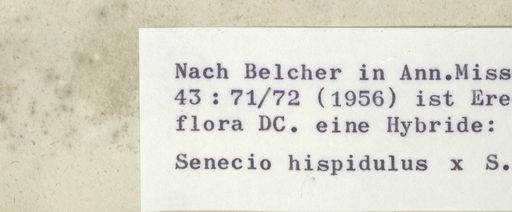 Nach Belcher in Ann.Miss
43:71/72 (1956) ist Ere
flora DC. eine Hybride:
Senecio hispidulus x S.